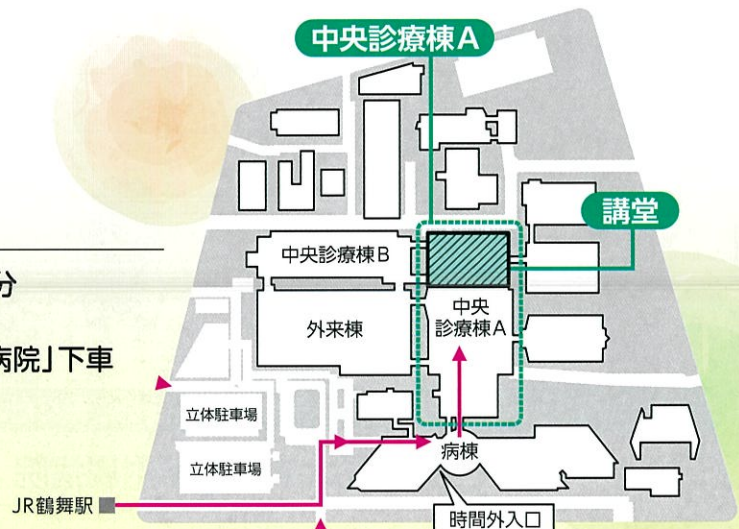 中央診療棟A
講堂
分
中央診療棟B
中央
診療棟A
外来棟
病院」下車
立体駐車場
立体駐車場
病棟
JR鶴舞駅
時間外入口